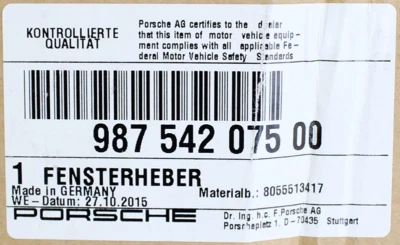 KONTROLLIERTE
QUALITÄT
Porsche AG certifies to the dealer
that this item of motor vehicle equip-
ment complies with all applicable Fe-
deral Motor Vehicle Safety Standards
987 542 075 00
1 FENSTERHEBER
Made in GERMANY
Materialb.: 8055513417
WE-Datum: 27.10.2015
PORSCHE
Dr. Ing. h.c. F.Porsche AG
Porscheplatz 1, D-70435 Stuttgart